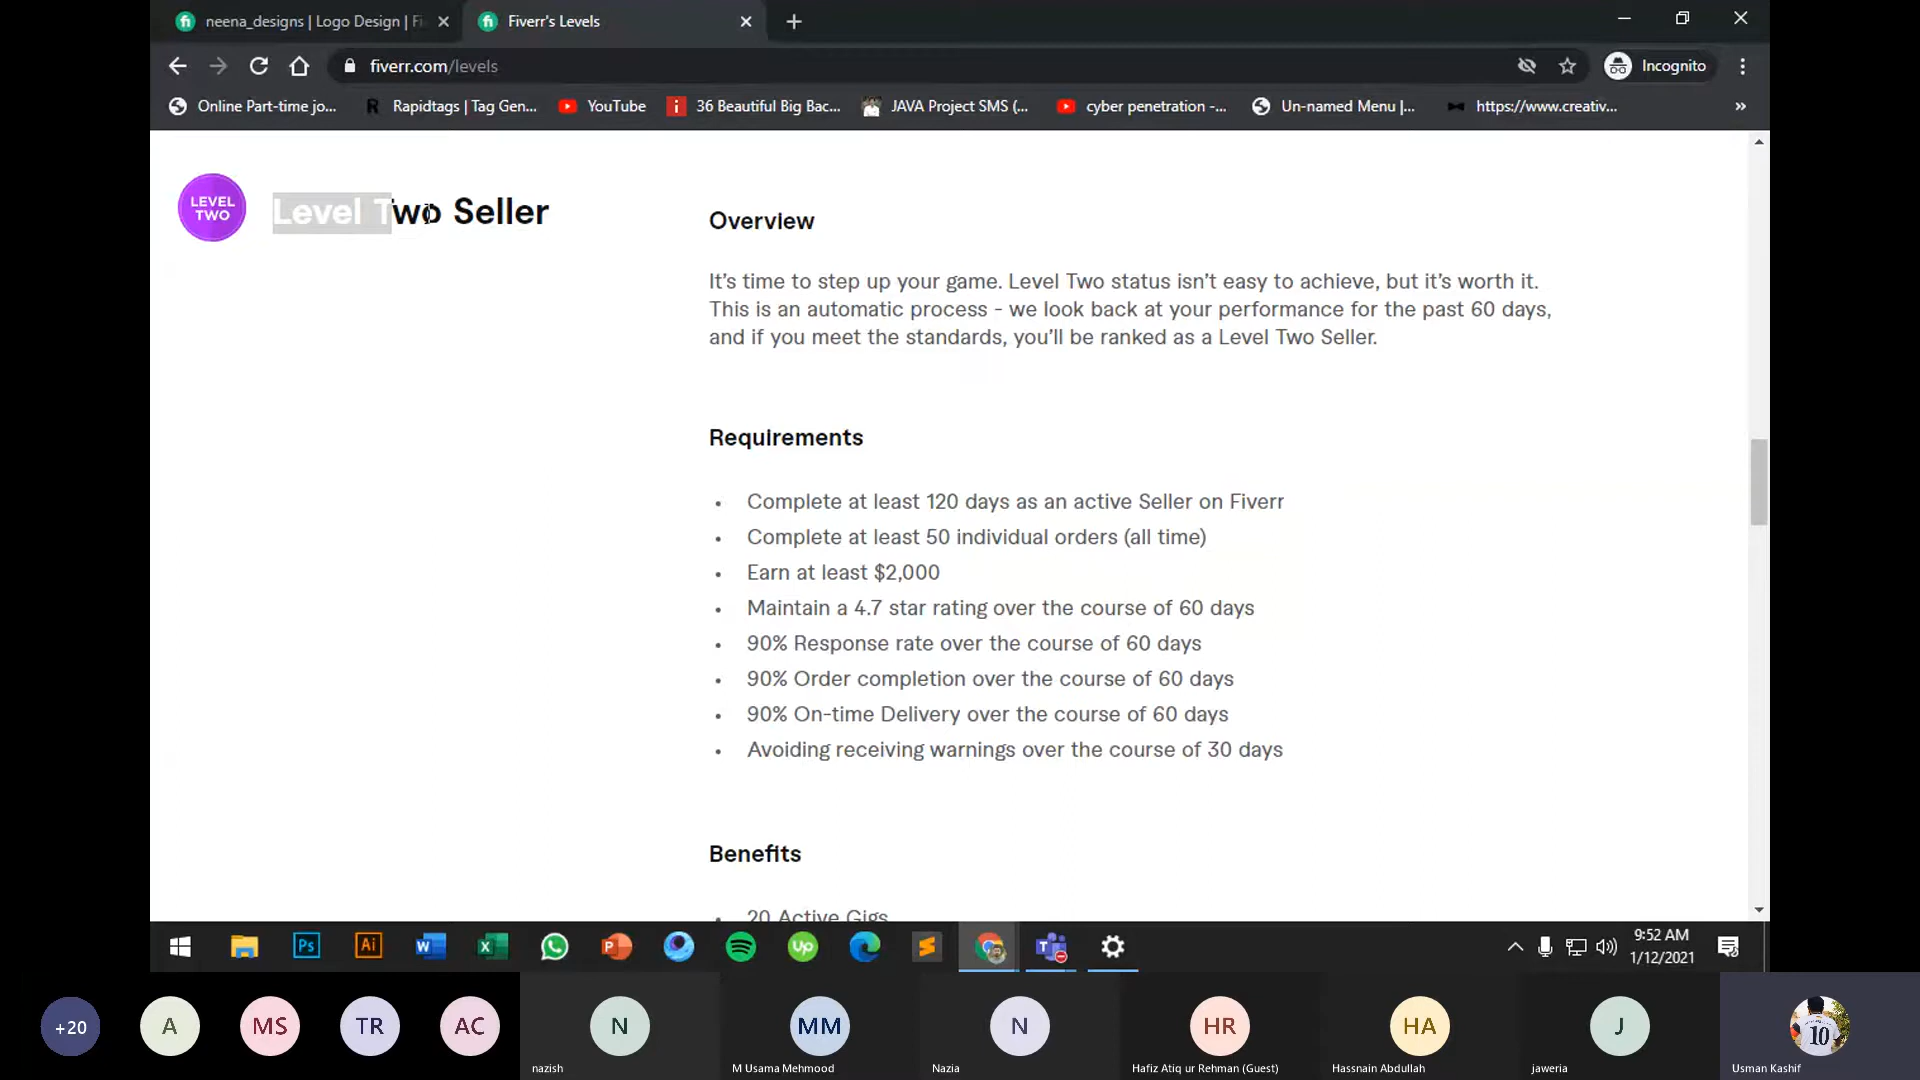 neena_designs | Logo Design | Fi
Fiverr's Levels
fiverr.com/levels
Incognito
Online Part-time jo...
Rapidtags | Tag Gen...
YouTube
36 Beautiful Big Bac...
JAVA Project SMS (...
cyber penetration -...
Un-named Menu |...
https://www.creativ...
»
LEVEL
TWO
Level Two Seller
Overview
It's time to step up your game. Level Two status isn't easy to achieve, but it's worth it.
This is an automatic process - we look back at your performance for the past 60 days,
and if you meet the standards, you'll be ranked as a Level Two Seller.
Requirements
• Complete at least 120 days as an active Seller on Fiverr
• Complete at least 50 individual orders (all time)
• Earn at least $2,000
• Maintain a 4.7 star rating over the course of 60 days
• 90% Response rate over the course of 60 days
• 90% Order completion over the course of 60 days
• 90% On-time Delivery over the course of 60 days
• Avoiding receiving warnings over the course of 30 days
Benefits
• 20 Active Gigs
Ps
Ai
W
X
P
Up
T
9:52 AM
1/12/2021
+20
A
MS
TR
AC
N
MM
N
HR
HA
J
10
nazish
M Usama Mehmood
Nazia
Hafiz Atiq ur Rehman (Guest)
Hassnain Abdullah
jaweria
Usman Kashif